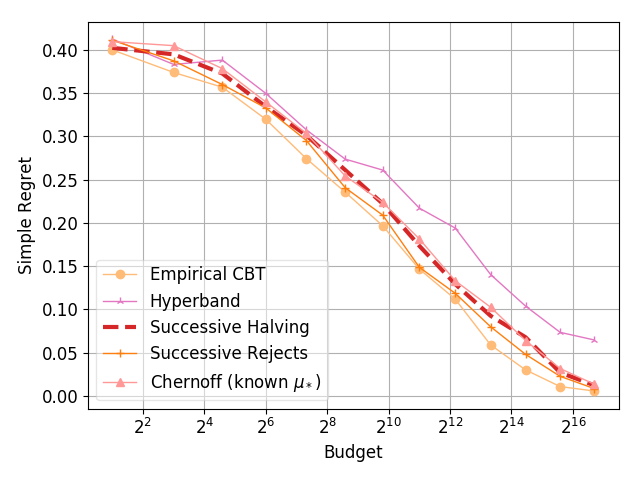 Simple Regret
0.40
0.35
0.30
0.25
0.20
0.15
0.10
0.05
0.00
Empirical CBT
Hyperband
Successive Halving
Successive Rejects
Chernoff (known μ*)
2^2 2^4 2^6 2^8 2^10 2^12 2^14 2^16
Budget